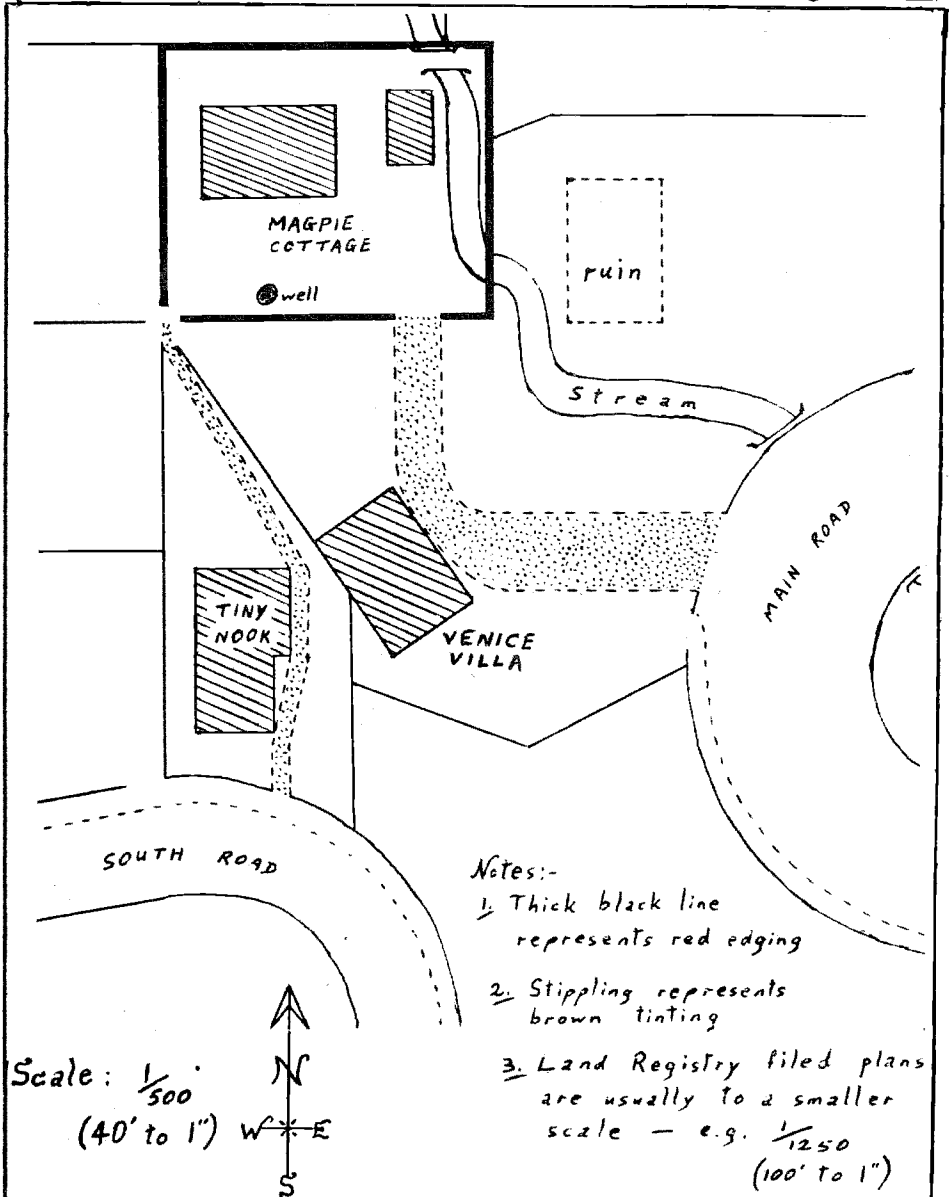 MAGPIE
COTTAGE
well
ruin
Stream
MAIN ROAD
TINY
NOOK
VENICE
VILLA
SOUTH ROAD
Notes:-
1. Thick black line
represents red edging
2. Stippling represents
brown tinting
3. Land Registry filed plans
are usually to a smaller
scale — e.g. 1/1250
(100' to 1")
Scale: 1/500
(40' to 1")
N
W E
S